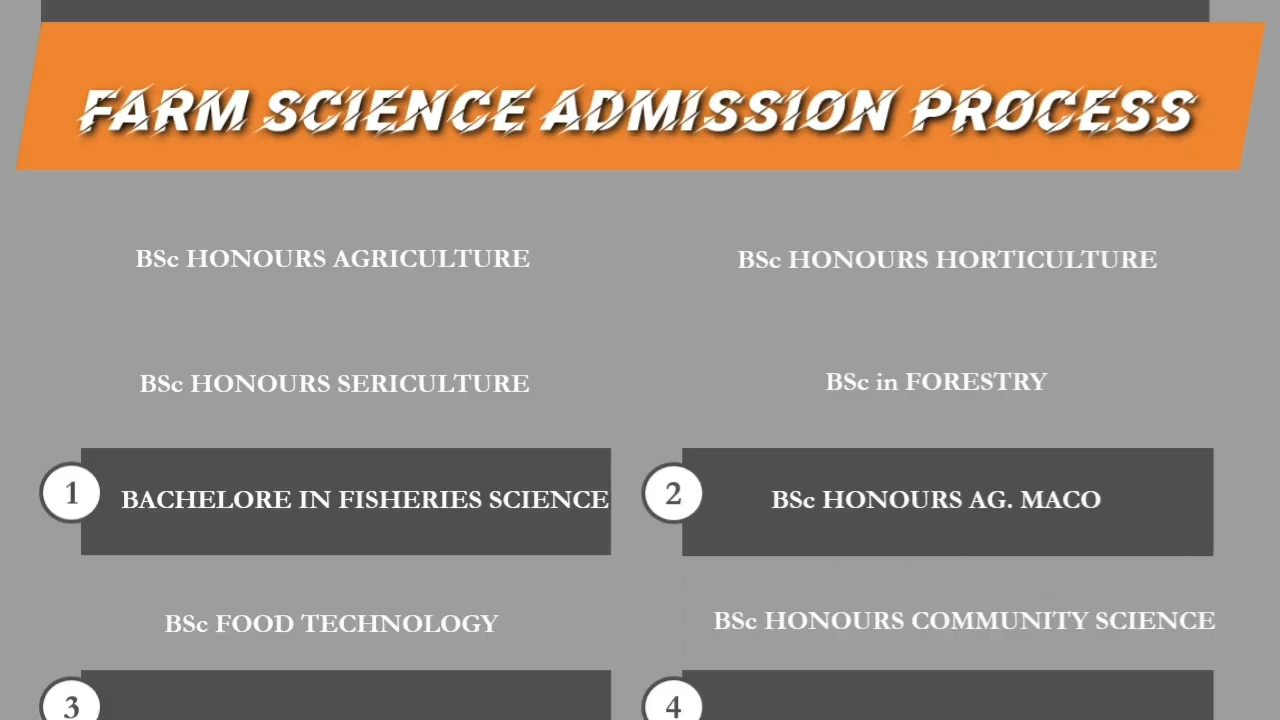 FARM SCIENCE ADMISSION PROCESS
BSc HONOURS AGRICULTURE
BSc HONOURS HORTICULTURE
BSc HONOURS SERICULTURE
BSc in FORESTRY
1 BACHELORE IN FISHERIES SCIENCE
2 BSc HONOURS AG. MACO
BSc FOOD TECHNOLOGY
BSc HONOURS COMMUNITY SCIENCE
3
4